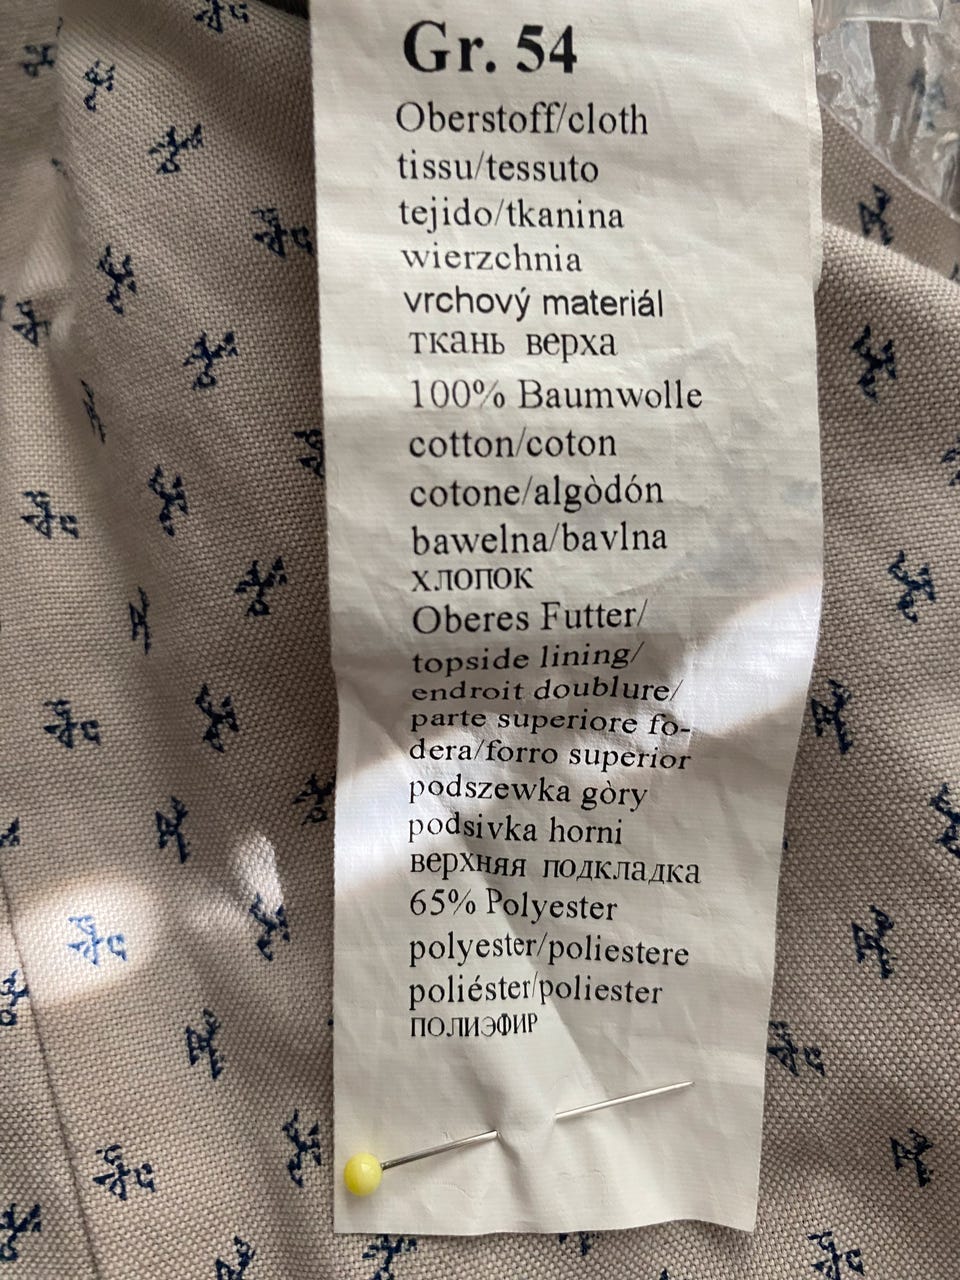 Gr. 54
Oberstoff/cloth
tissu/tessuto
tejido/tkanina
wierzchnia
vrchový materiál
ткань верха
100% Baumwolle
cotton/coton
cotone/algòdón
bawelna/bavlna
хлопок
Oberes Futter/
topside lining/
endroit doublure/
parte superiore fo-
dera/forro superior
podszewka gòry
podsivka horni
верхняя подкладка
65% Polyester
polyester/poliestere
poliéster/poliester
полиэфир